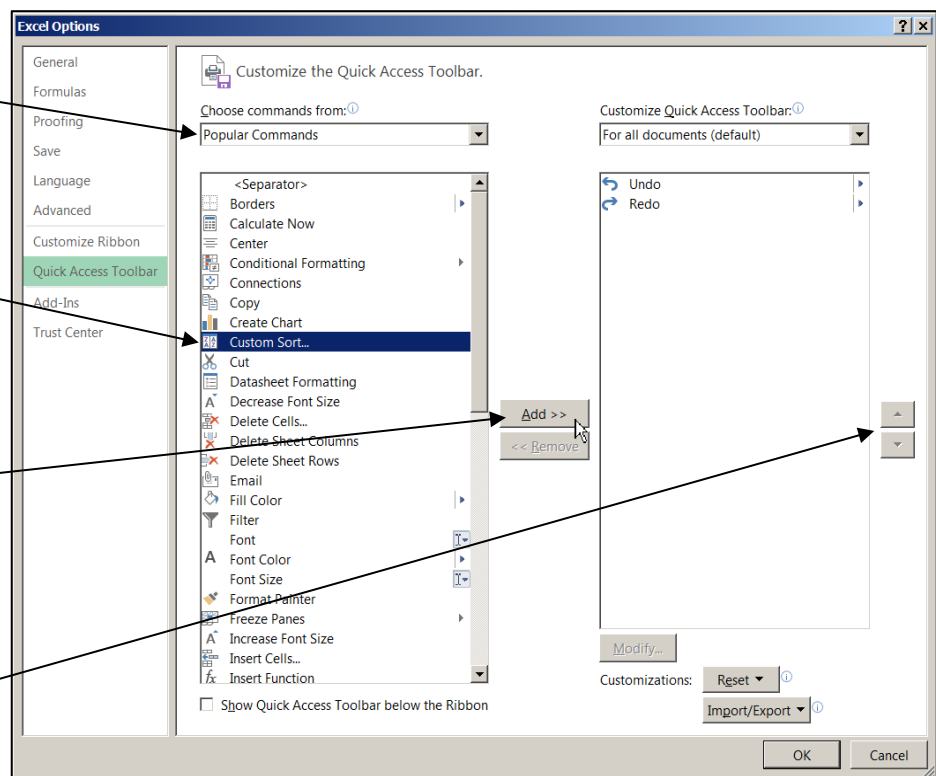 Excel Options
General
Formulas
Proofing
Save
Language
Advanced
Customize Ribbon
Quick Access Toolbar
Add-Ins
Trust Center
Customize the Quick Access Toolbar.
Choose commands from:
Popular Commands
<Separator>
Borders
Calculate Now
Center
Conditional Formatting
Connections
Copy
Create Chart
Custom Sort...
Cut
Datasheet Formatting
Decrease Font Size
Delete Cells...
Delete Sheet Columns
Delete Sheet Rows
Email
Fill Color
Filter
Font
Font Color
Font Size
Format Painter
Freeze Panes
Increase Font Size
Insert Cells...
Insert Function
Show Quick Access Toolbar below the Ribbon
Add >>
<< Remove
Customize Quick Access Toolbar:
For all documents (default)
Undo
Redo
Modify...
Customizations: Reset
Import/Export
OK Cancel